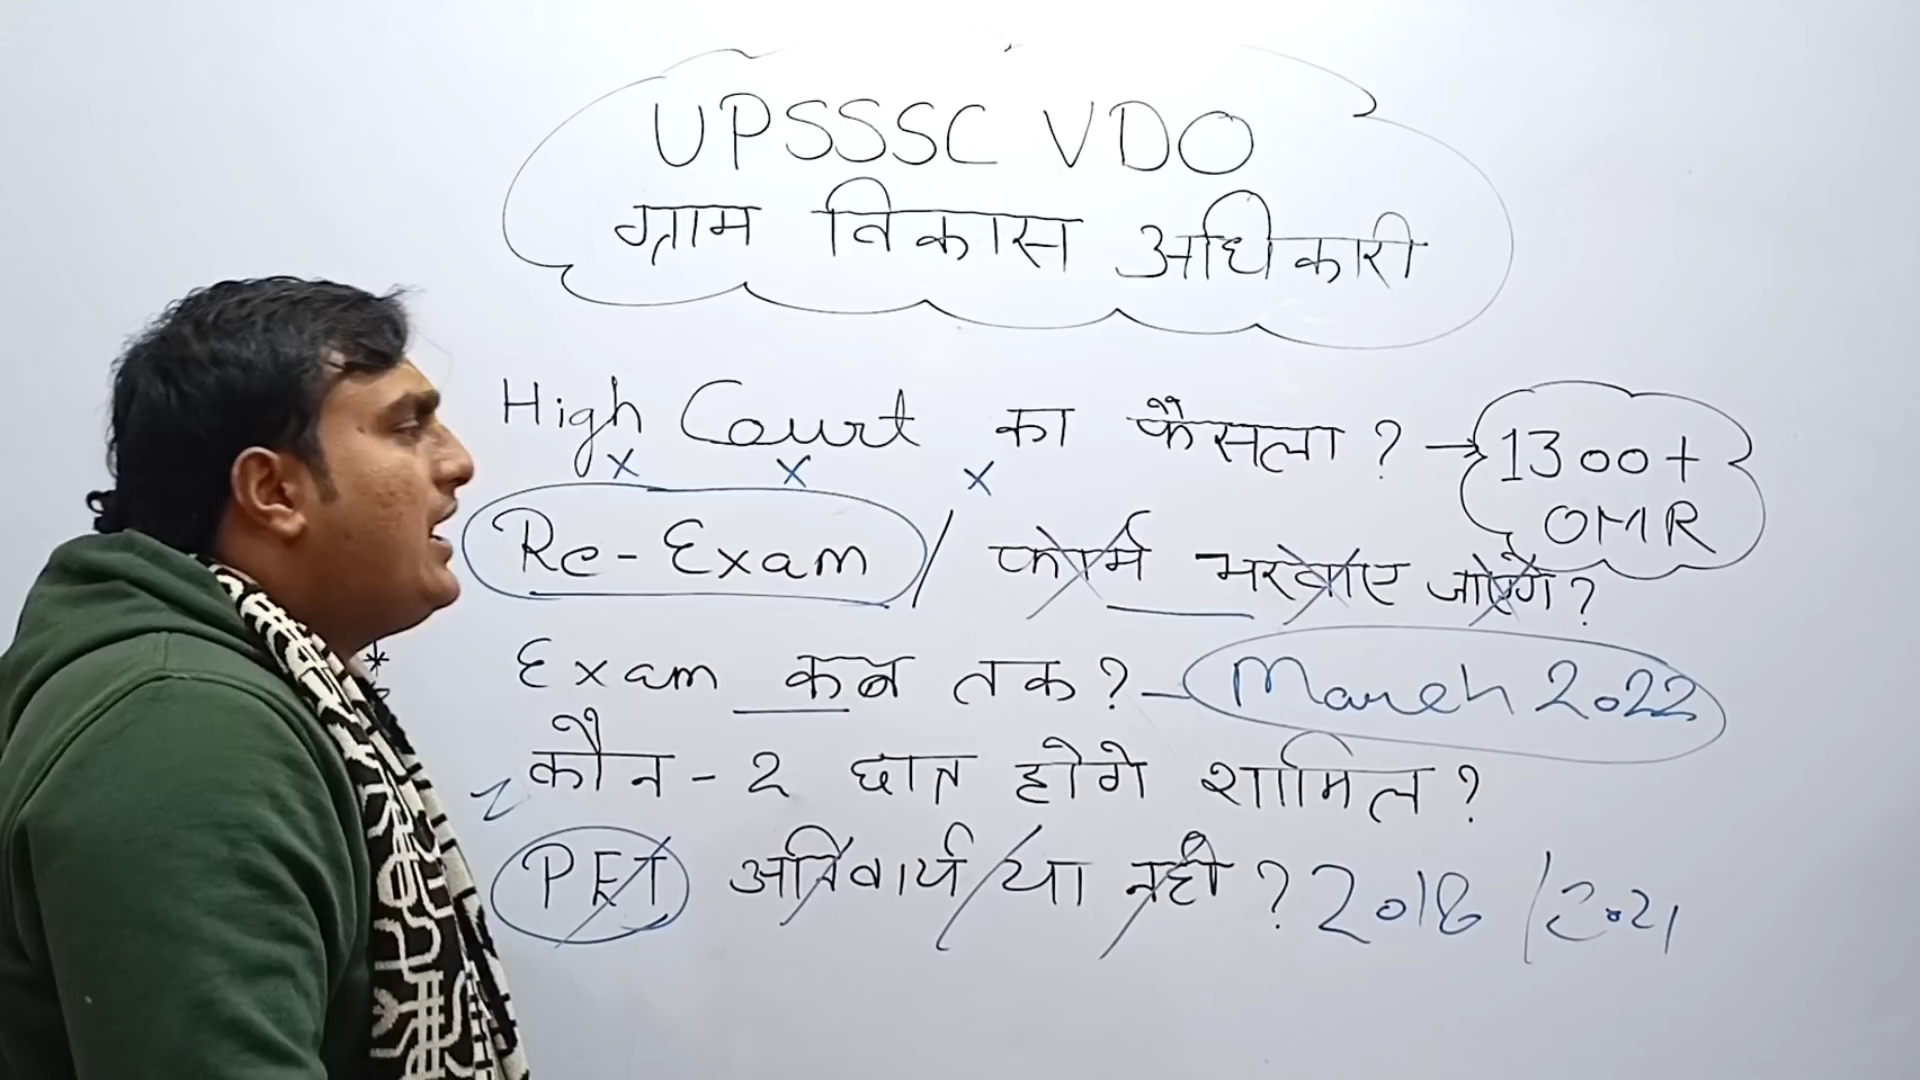 UPSSSC VDO
ग्राम विकास अधिकारी
High Court का फैसला ? → 1300+ OMR
x x x
Re-Exam / फोर्म भरवाए जाऐंगे ?
Exam कब तक ? - March 2022
कौन - 2 छात्र होगे शामिल ?
PET अनिवार्य / या नही ? 2018 / 2021